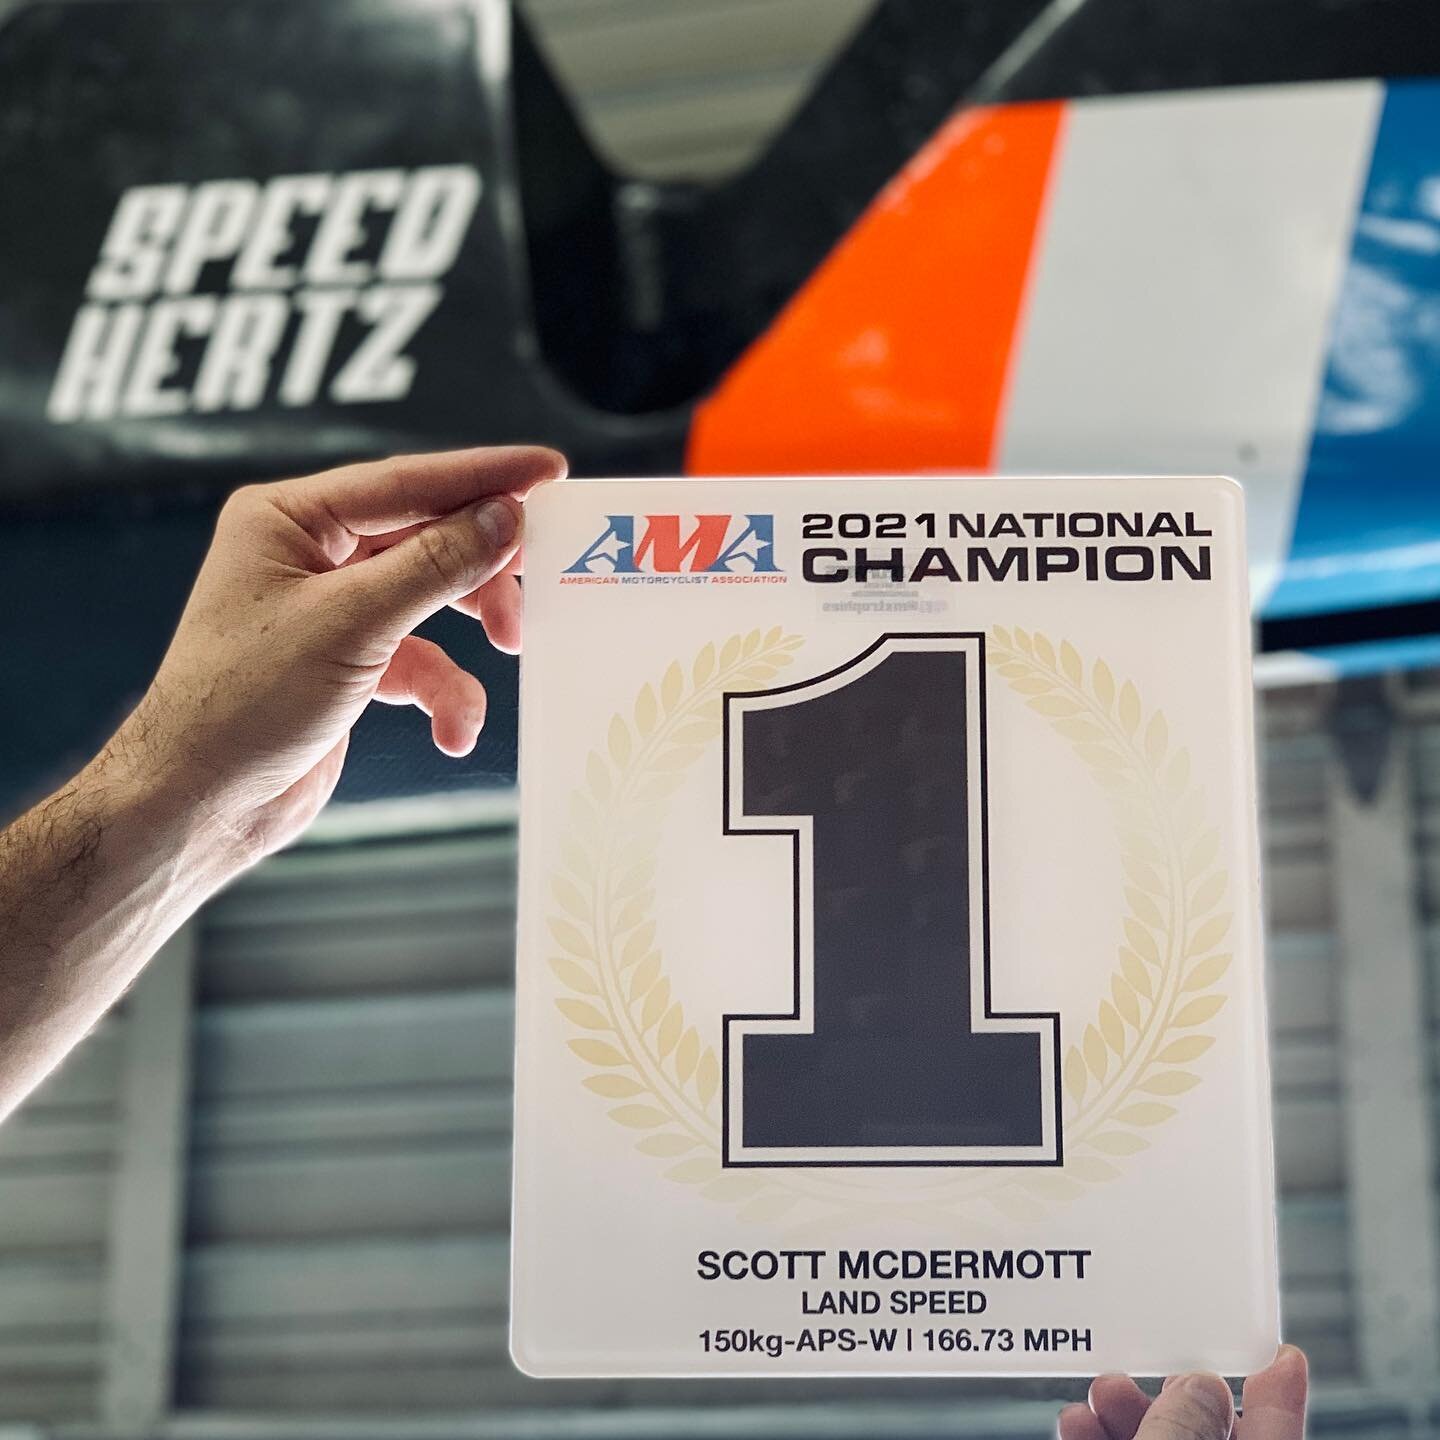 SPEED
HERTZ
AMA
AMERICAN MOTORCYCLIST ASSOCIATION
2021 NATIONAL
CHAMPION
1
SCOTT MCDERMOTT
LAND SPEED
150kg-APS-W | 166.73 MPH